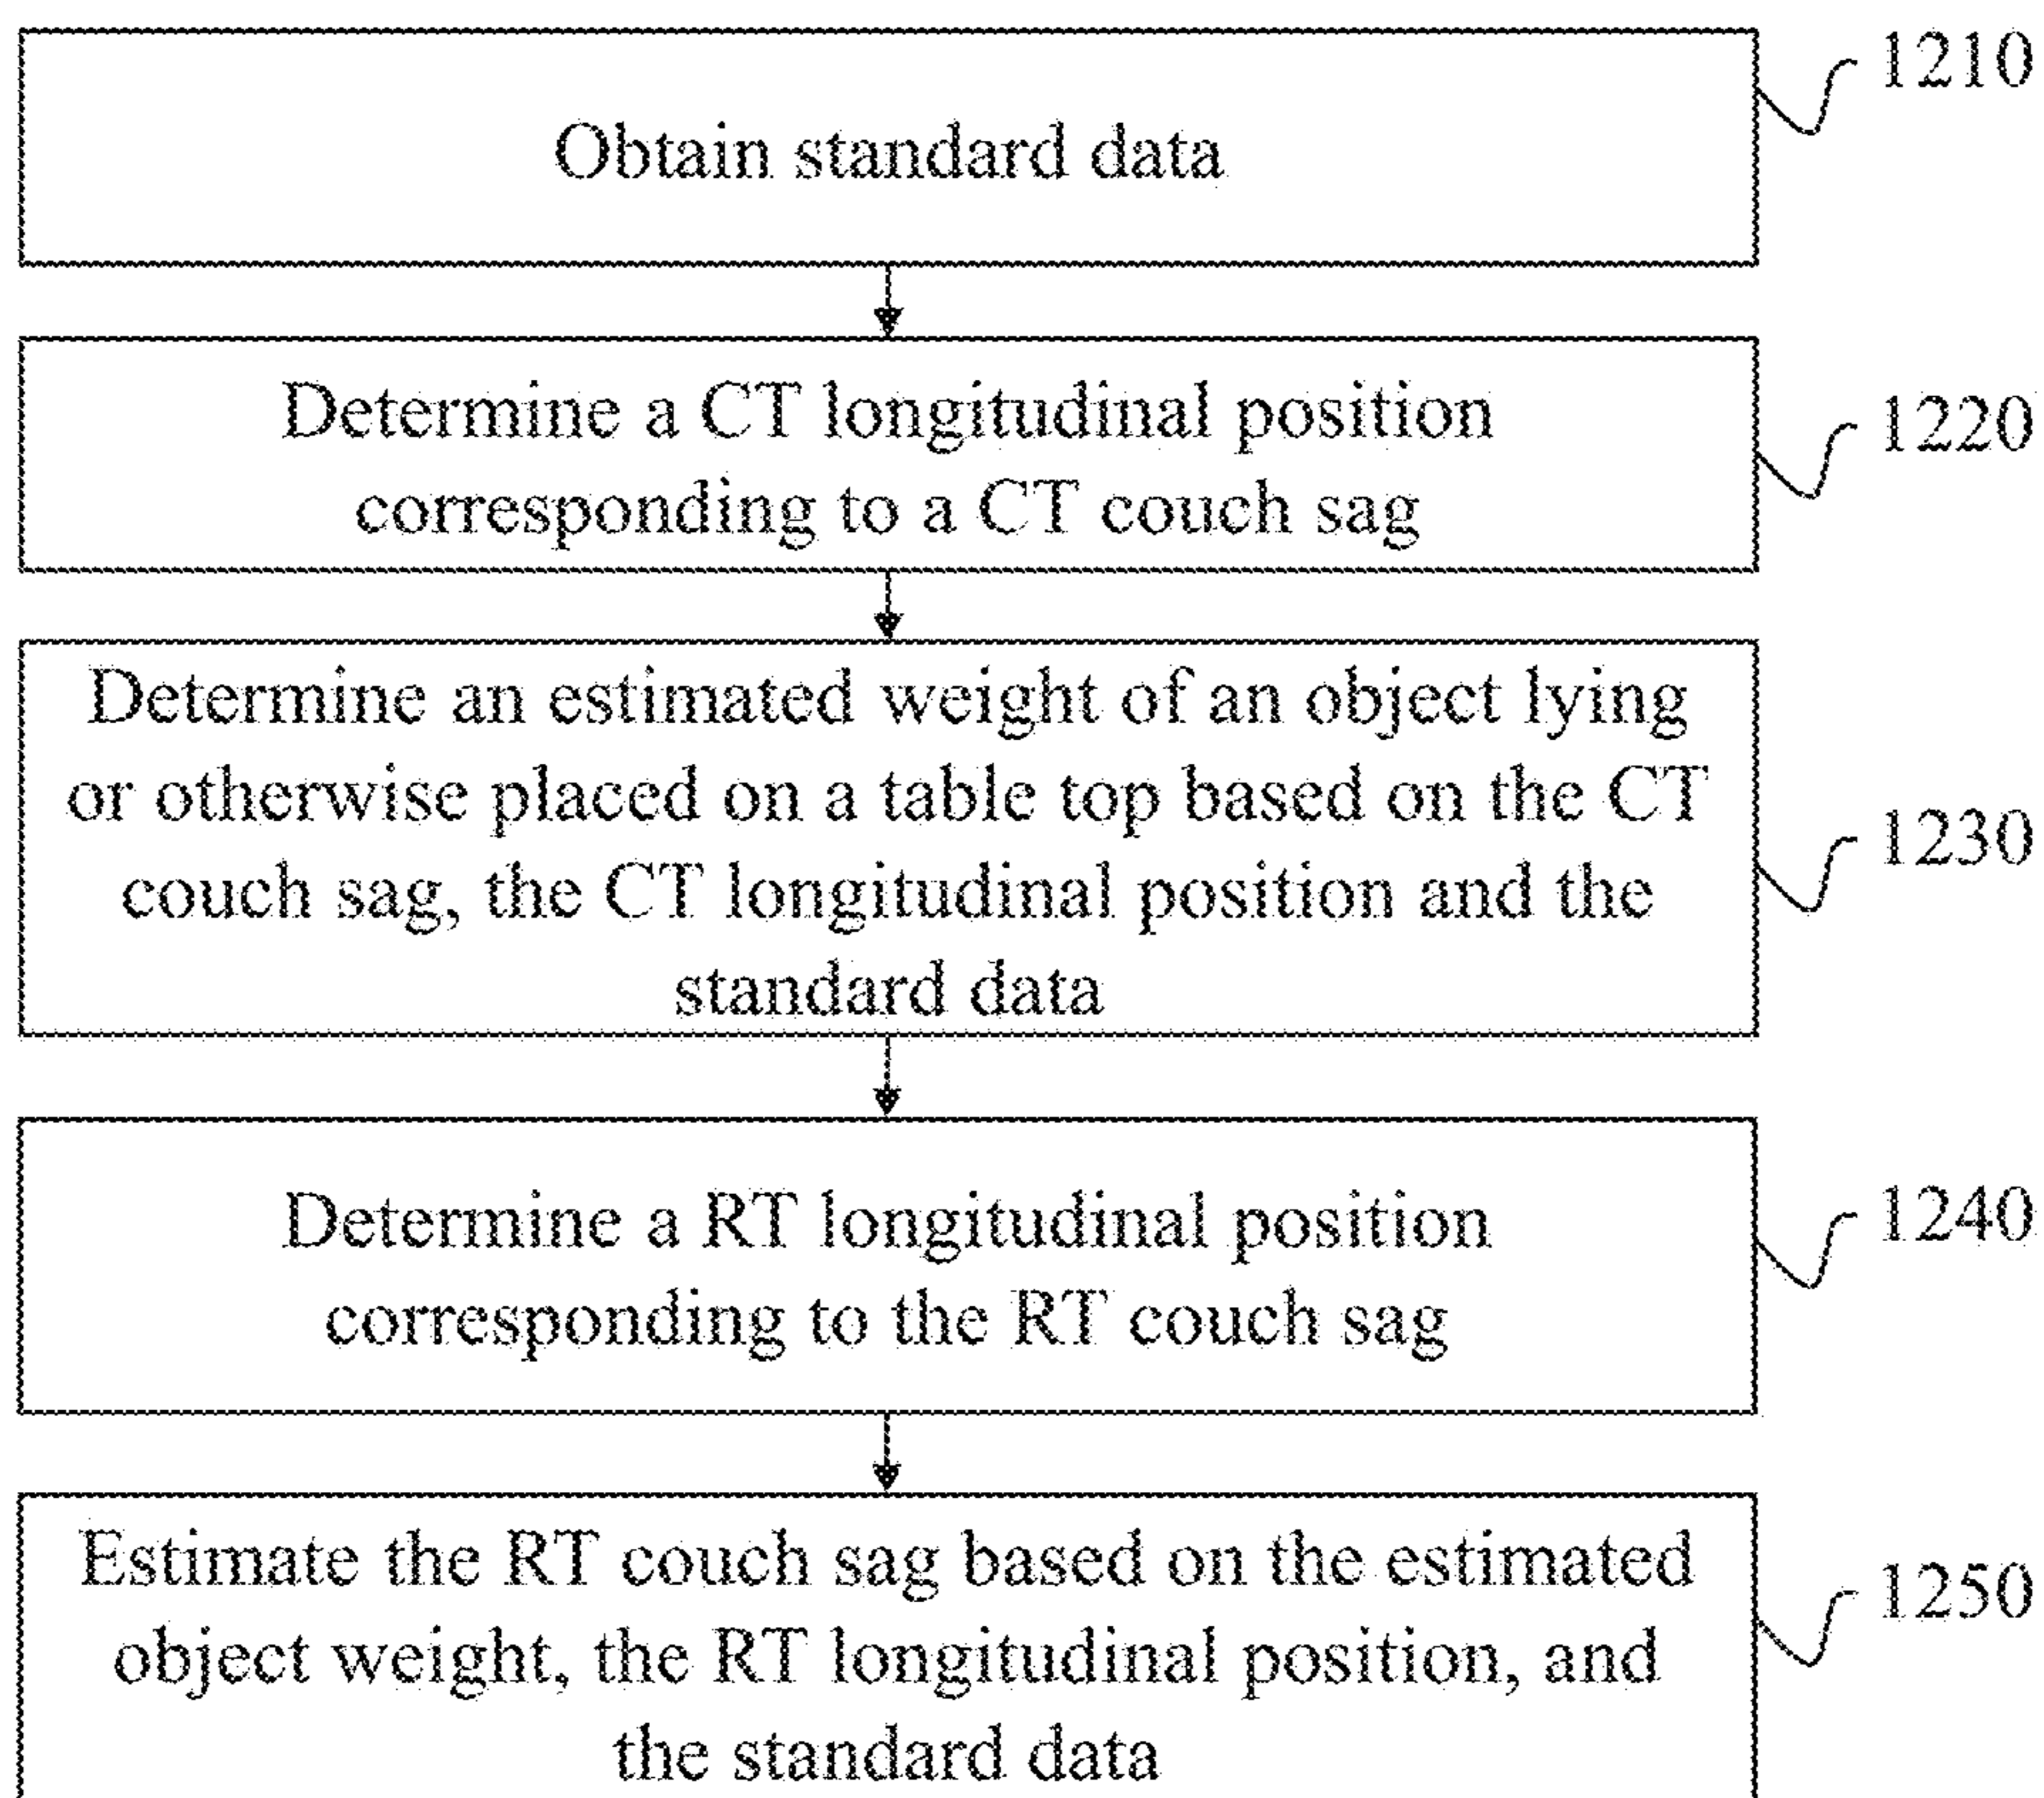 1210
Obtain standard data
Determine a CT longitudinal position
corresponding to a CT couch sag
1220
Determine an estimated weight of an object lying
or otherwise placed on a table top based on the CT
couch sag, the CT longitudinal position and the
standard data
1230
Determine a RT longitudinal position
corresponding to the RT couch sag
1240
Estimate the RT couch sag based on the estimated
object weight, the RT longitudinal position, and
the standard data
1250